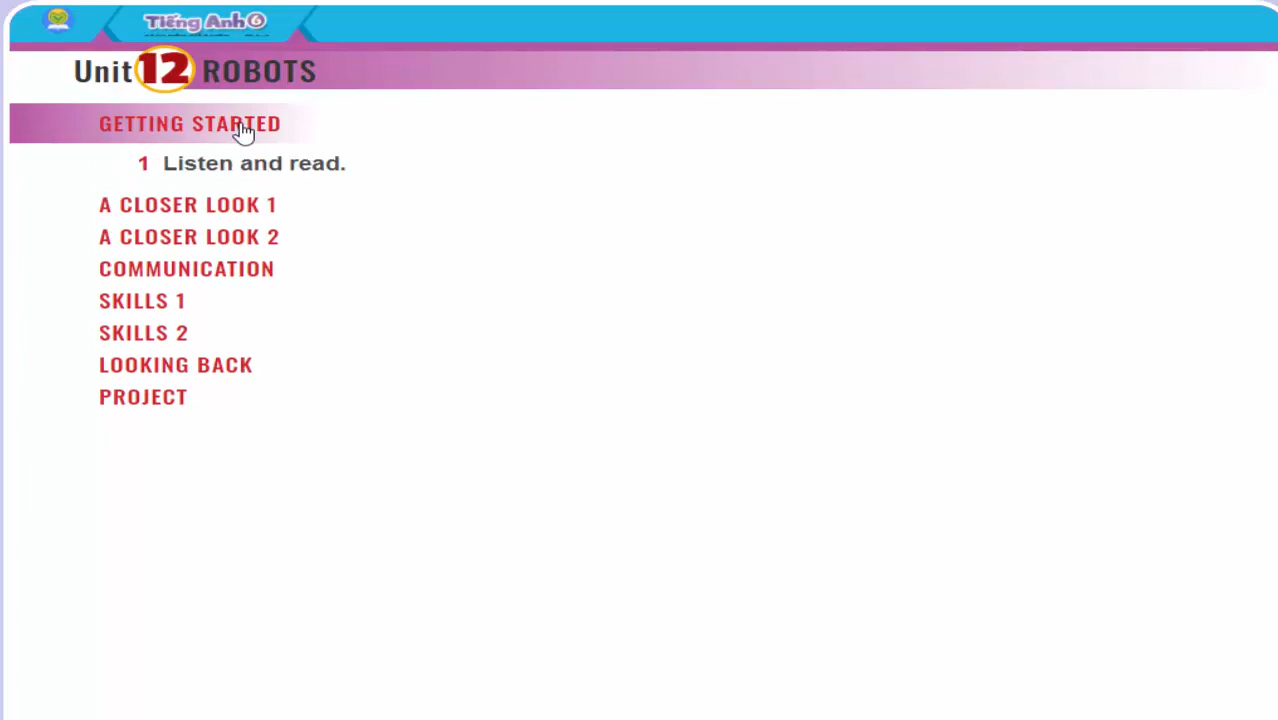 Tiếng Anh 6
Unit 12 ROBOTS
GETTING STARTED
1 Listen and read.
A CLOSER LOOK 1
A CLOSER LOOK 2
COMMUNICATION
SKILLS 1
SKILLS 2
LOOKING BACK
PROJECT